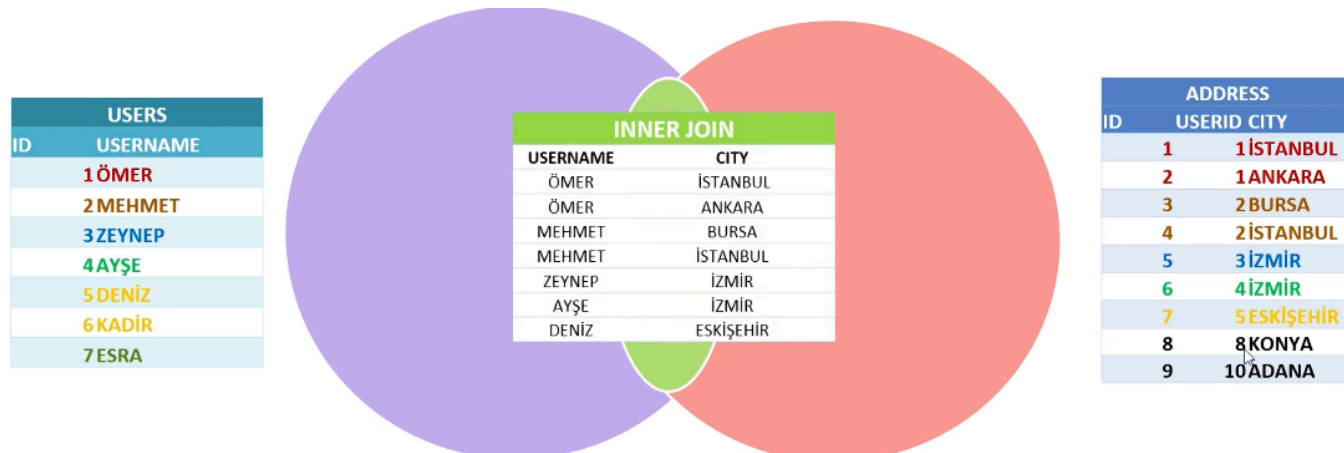 USERS
ID USERNAME
1 ÖMER
2 MEHMET
3 ZEYNEP
4 AYŞE
5 DENİZ
6 KADİR
7 ESRA
INNER JOIN
USERNAME CITY
ÖMER İSTANBUL
ÖMER ANKARA
MEHMET BURSA
MEHMET İSTANBUL
ZEYNEP İZMİR
AYŞE İZMİR
DENİZ ESKİŞEHİR
ADDRESS
ID USERID CITY
1 1 İSTANBUL
2 1 ANKARA
3 2 BURSA
4 2 İSTANBUL
5 3 İZMİR
6 4 İZMİR
7 5 ESKİŞEHİR
8 8 KONYA
9 10 ADANA